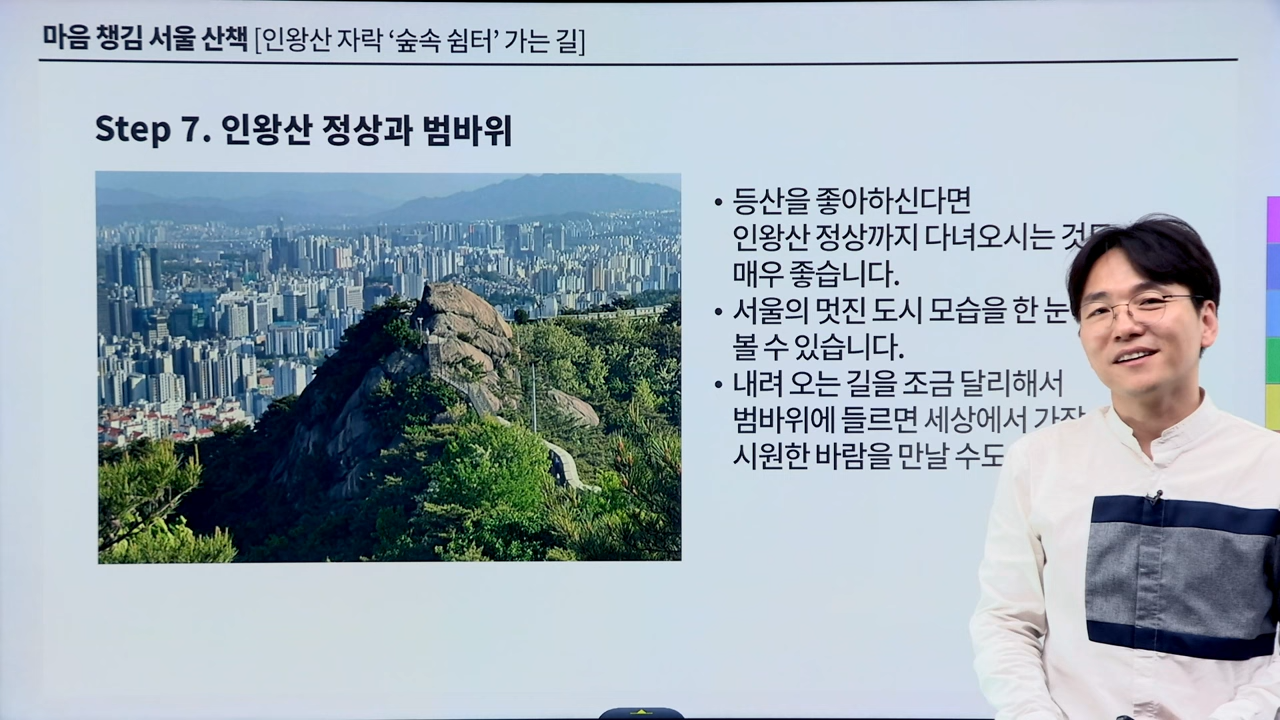 마음 챙김 서울 산책 [인왕산 자락 ‘숲속 쉼터’ 가는 길]
Step 7. 인왕산 정상과 범바위
• 등산을 좋아하신다면
인왕산 정상까지 다녀오시는
매우 좋습니다.
• 서울의 멋진 도시 모습을 한 눈
볼 수 있습니다.
• 내려 오는 길을 조금 달리해서
범바위에 들르면 세상에서 가장
시원한 바람을 만날 수도